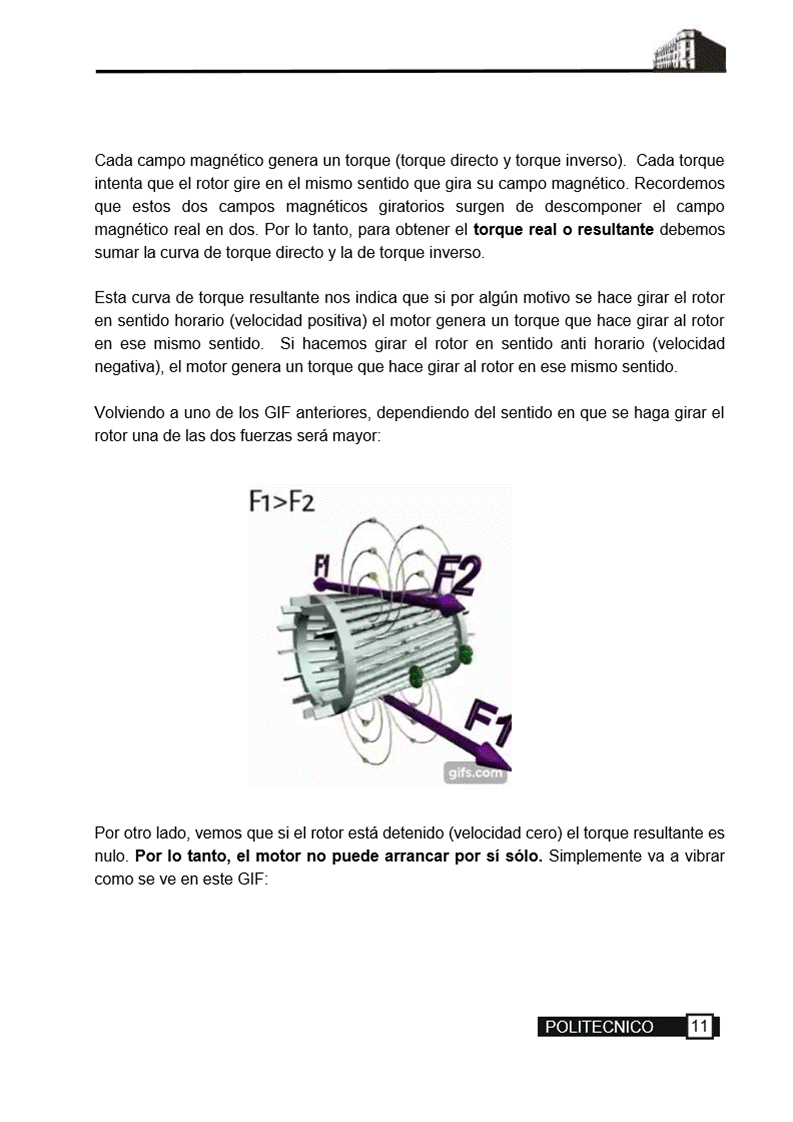 Cada campo magnético genera un torque (torque directo y torque inverso).  Cada torque
intenta que el rotor gire en el mismo sentido que gira su campo magnético. Recordemos
que estos dos campos magnéticos giratorios surgen de descomponer el campo
magnético real en dos. Por lo tanto, para obtener el torque real o resultante debemos
sumar la curva de torque directo y la de torque inverso.
Esta curva de torque resultante nos indica que si por algún motivo se hace girar el rotor
en sentido horario (velocidad positiva) el motor genera un torque que hace girar al rotor
en ese mismo sentido.  Si hacemos girar el rotor en sentido anti horario (velocidad
negativa), el motor genera un torque que hace girar al rotor en ese mismo sentido.
Volviendo a uno de los GIF anteriores, dependiendo del sentido en que se haga girar el
rotor una de las dos fuerzas será mayor:
F1>F2
F1
F2
F1
gifs.com
Por otro lado, vemos que si el rotor está detenido (velocidad cero) el torque resultante es
nulo. Por lo tanto, el motor no puede arrancar por sí sólo. Simplemente va a vibrar
como se ve en este GIF:
POLITECNICO 11